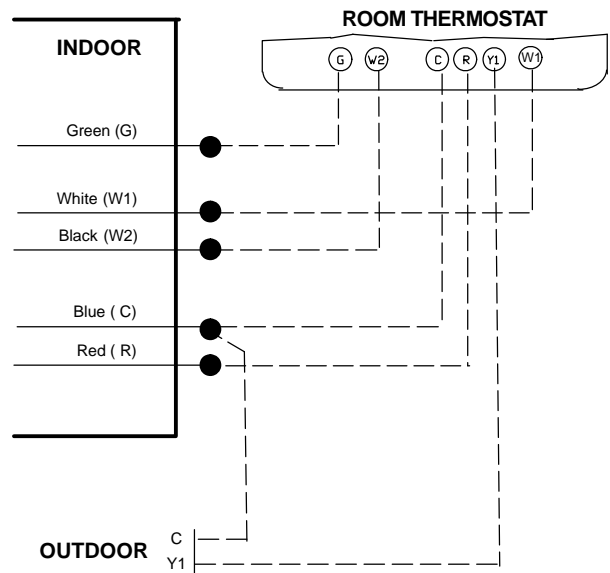 ROOM THERMOSTAT
INDOOR
G W2 C R Y1 W1
Green (G)
White (W1)
Black (W2)
Blue ( C)
Red ( R)
OUTDOOR
C
Y1